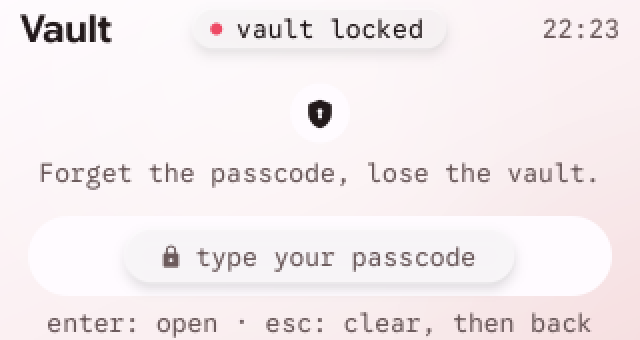 Vault
vault locked
22:23
Forget the passcode, lose the vault.
type your passcode
enter: open · esc: clear, then back